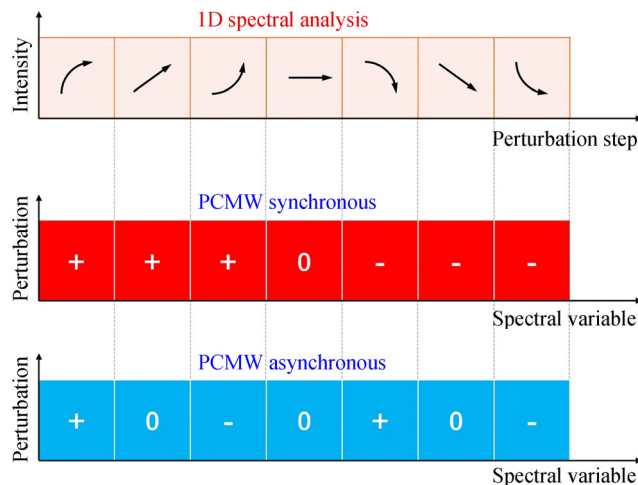 1D spectral analysis
Intensity
Perturbation step
PCMW synchronous
Perturbation
+ + + 0 - - -
Spectral variable
PCMW asynchronous
Perturbation
+ 0 - 0 + 0 -
Spectral variable